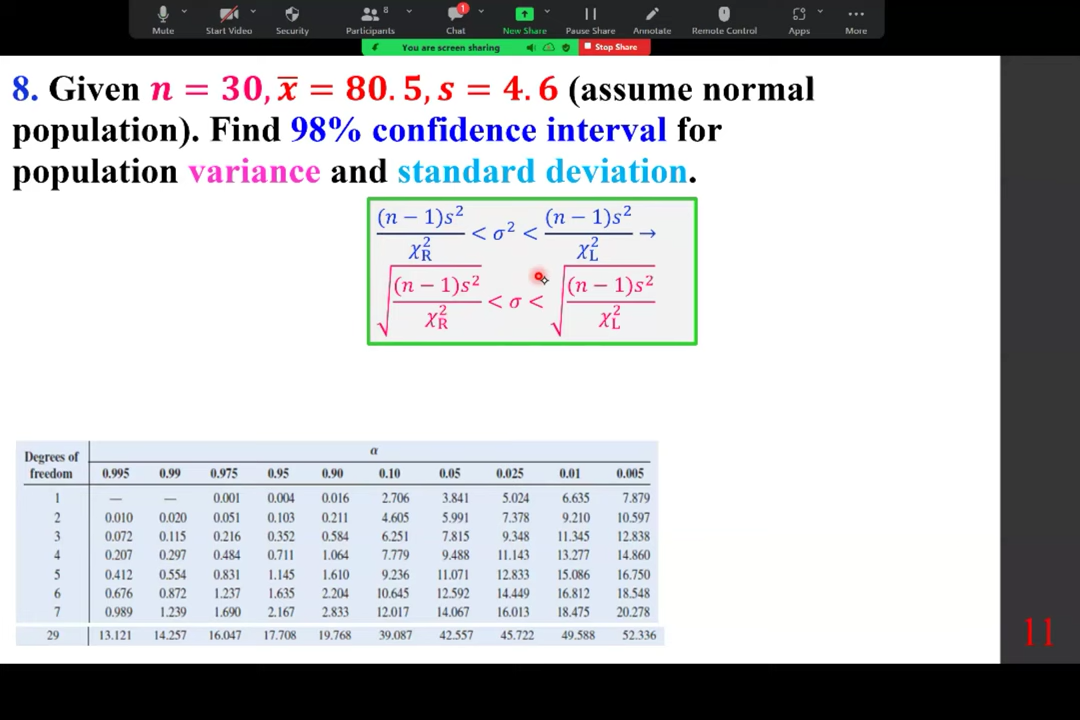 Mute Start Video Security Participants 8 Chat 1 New Share Pause Share Annotate Remote Control Apps More
You are screen sharing Stop Share
8. Given n = 30, x̅ = 80.5, s = 4.6 (assume normal
population). Find 98% confidence interval for
population variance and standard deviation.
(n − 1)s²/χ²R < σ² < (n − 1)s²/χ²L →
√((n − 1)s²/χ²R) < σ < √((n − 1)s²/χ²L)
Degrees of freedom α
0.995 0.99 0.975 0.95 0.90 0.10 0.05 0.025 0.01 0.005
1 — — 0.001 0.004 0.016 2.706 3.841 5.024 6.635 7.879
2 0.010 0.020 0.051 0.103 0.211 4.605 5.991 7.378 9.210 10.597
3 0.072 0.115 0.216 0.352 0.584 6.251 7.815 9.348 11.345 12.838
4 0.207 0.297 0.484 0.711 1.064 7.779 9.488 11.143 13.277 14.860
5 0.412 0.554 0.831 1.145 1.610 9.236 11.071 12.833 15.086 16.750
6 0.676 0.872 1.237 1.635 2.204 10.645 12.592 14.449 16.812 18.548
7 0.989 1.239 1.690 2.167 2.833 12.017 14.067 16.013 18.475 20.278
29 13.121 14.257 16.047 17.708 19.768 39.087 42.557 45.722 49.588 52.336
11